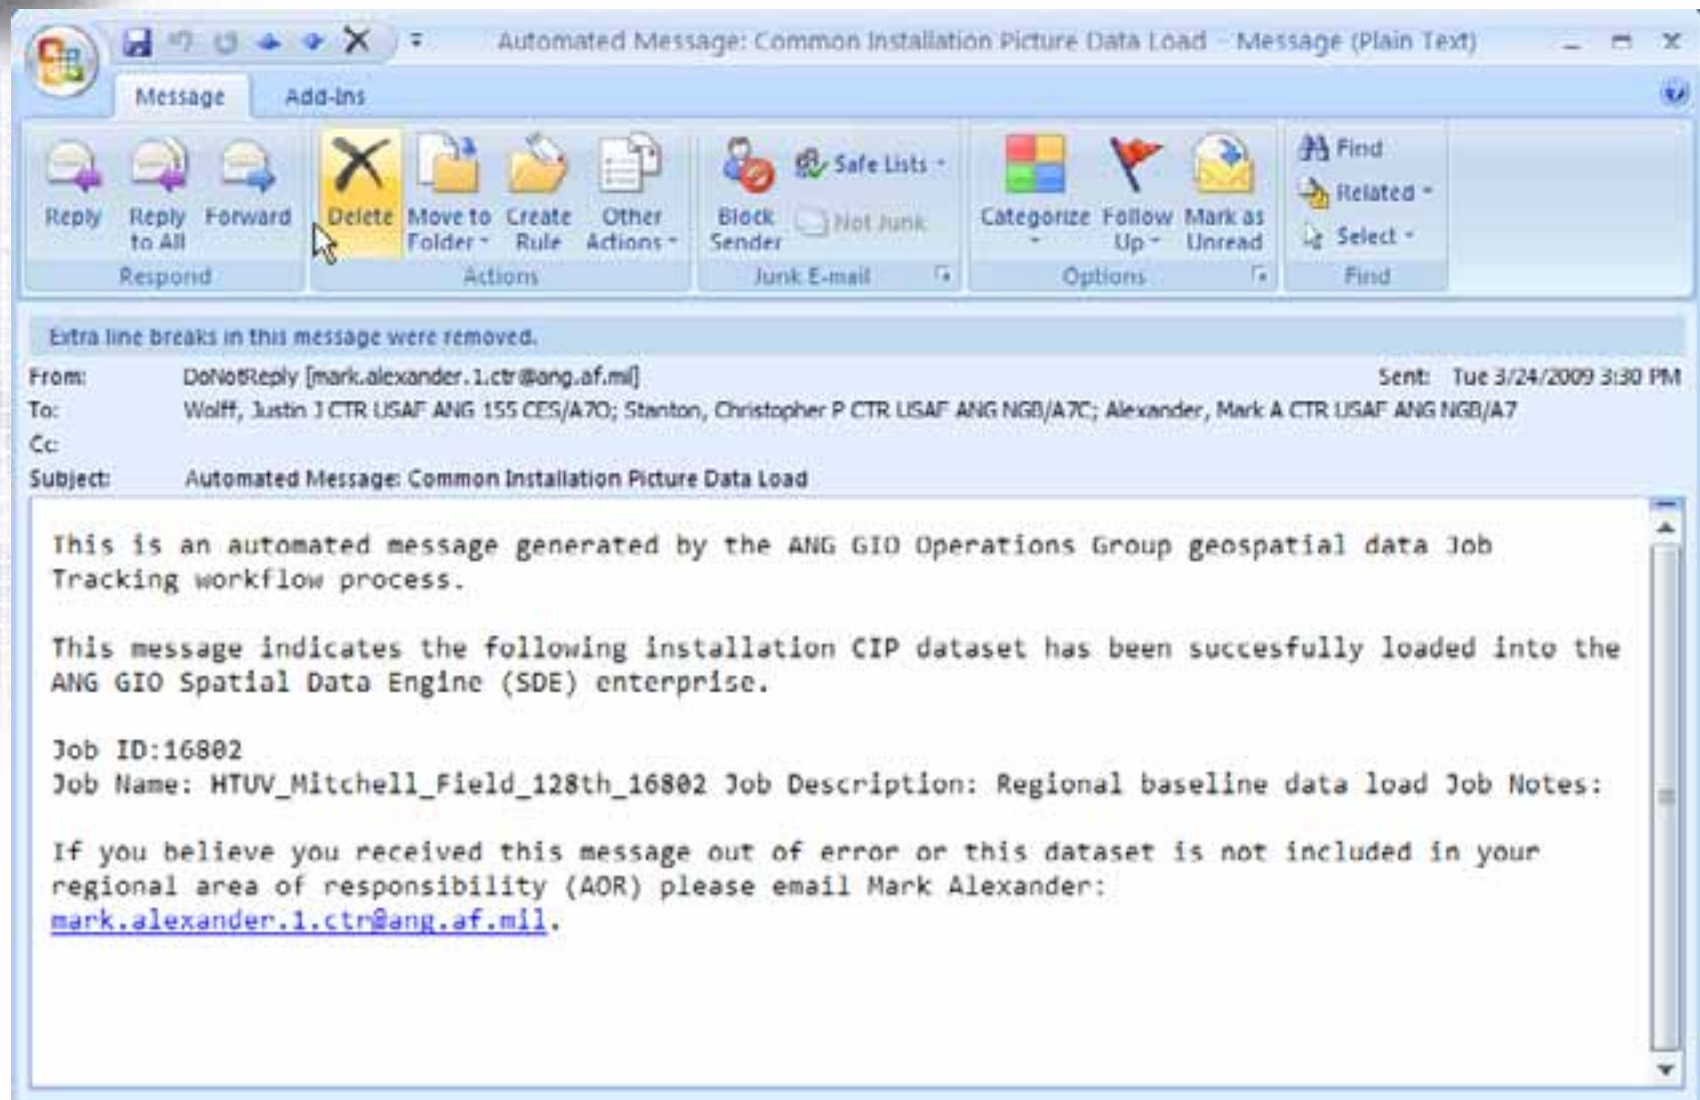 Automated Message: Common Installation Picture Data Load - Message (Plain Text)
Message Add-Ins
Reply Reply to All Forward Delete Move to Folder Create Rule Other Actions Block Sender Safe Lists Not Junk Categorize Follow Up Mark as Unread Find Related Select
Respond Actions Junk E-mail Options Find
Extra line breaks in this message were removed.
From: DoNotReply [mark.alexander.1.ctr@ang.af.mil] Sent: Tue 3/24/2009 3:30 PM
To: Wolff, Justin J CTR USAF ANG 155 CES/A7O; Stanton, Christopher P CTR USAF ANG NGB/A7C; Alexander, Mark A CTR USAF ANG NGB/A7
Cc:
Subject: Automated Message: Common Installation Picture Data Load
This is an automated message generated by the ANG GIO Operations Group geospatial data Job
Tracking workflow process.
This message indicates the following installation CIP dataset has been succesfully loaded into the
ANG GIO Spatial Data Engine (SDE) enterprise.
Job ID:16802
Job Name: HTUV_Mitchell_Field_128th_16802 Job Description: Regional baseline data load Job Notes:
If you believe you received this message out of error or this dataset is not included in your
regional area of responsibility (AOR) please email Mark Alexander:
mark.alexander.1.ctr@ang.af.mil.